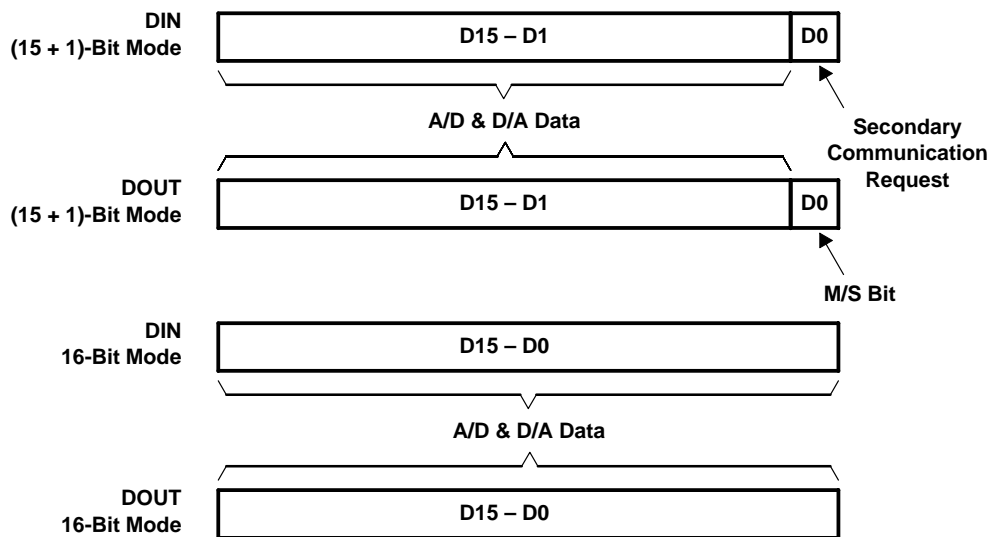 DIN
(15 + 1)-Bit Mode
D15 – D1
D0
A/D & D/A Data
Secondary
Communication
Request
DOUT
(15 + 1)-Bit Mode
D15 – D1
D0
M/S Bit
DIN
16-Bit Mode
D15 – D0
A/D & D/A Data
DOUT
16-Bit Mode
D15 – D0